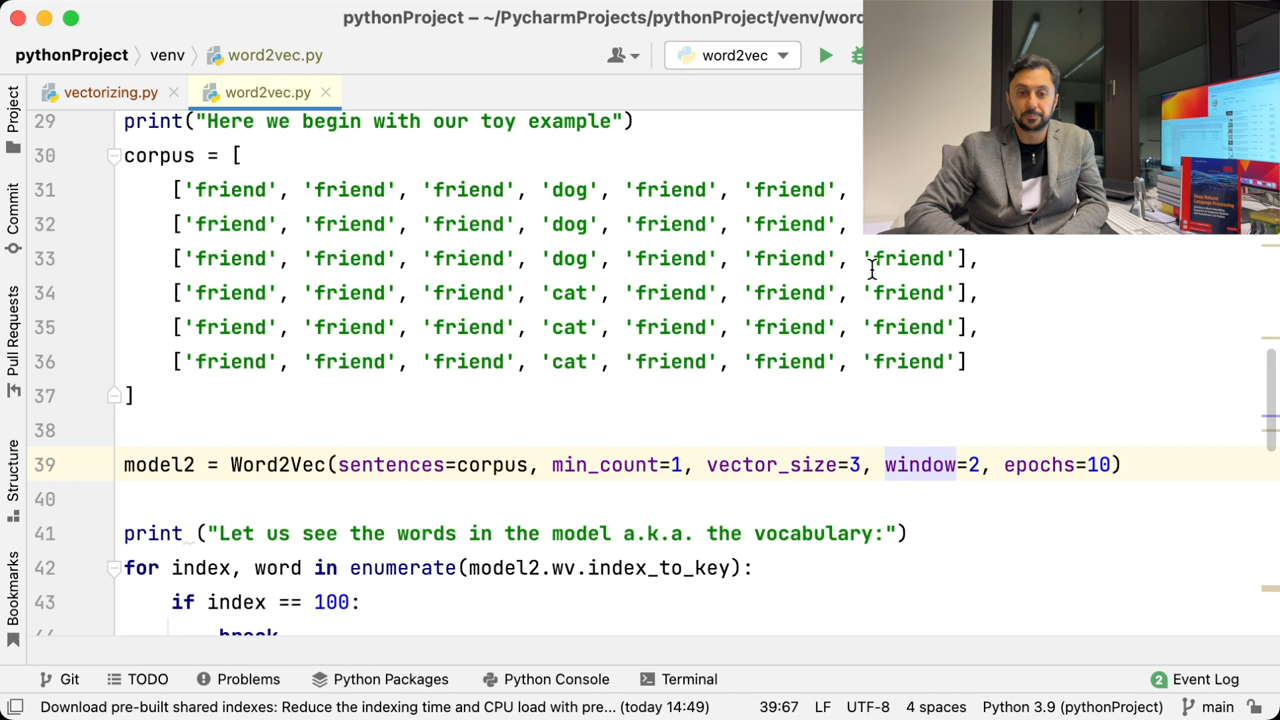 pythonProject – ~/PycharmProjects/pythonProject/venv/word
pythonProject venv word2vec.py word2vec
vectorizing.py word2vec.py
Project
Commit
Pull Requests
Structure
Bookmarks
29 print("Here we begin with our toy example")
30 corpus = [
31 ['friend', 'friend', 'friend', 'dog', 'friend', 'friend',
32 ['friend', 'friend', 'friend', 'dog', 'friend', 'friend',
33 ['friend', 'friend', 'friend', 'dog', 'friend', 'friend', 'friend'],
34 ['friend', 'friend', 'friend', 'cat', 'friend', 'friend', 'friend'],
35 ['friend', 'friend', 'friend', 'cat', 'friend', 'friend', 'friend'],
36 ['friend', 'friend', 'friend', 'cat', 'friend', 'friend', 'friend']
37 ]
38
39 model2 = Word2Vec(sentences=corpus, min_count=1, vector_size=3, window=2, epochs=10)
40
41 print ("Let us see the words in the model a.k.a. the vocabulary:")
42 for index, word in enumerate(model2.wv.index_to_key):
43 if index == 100:
44 break
Git TODO Problems Python Packages Python Console Terminal 2 Event Log
Download pre-built shared indexes: Reduce the indexing time and CPU load with pre... (today 14:49) 39:67 LF UTF-8 4 spaces Python 3.9 (pythonProject) main